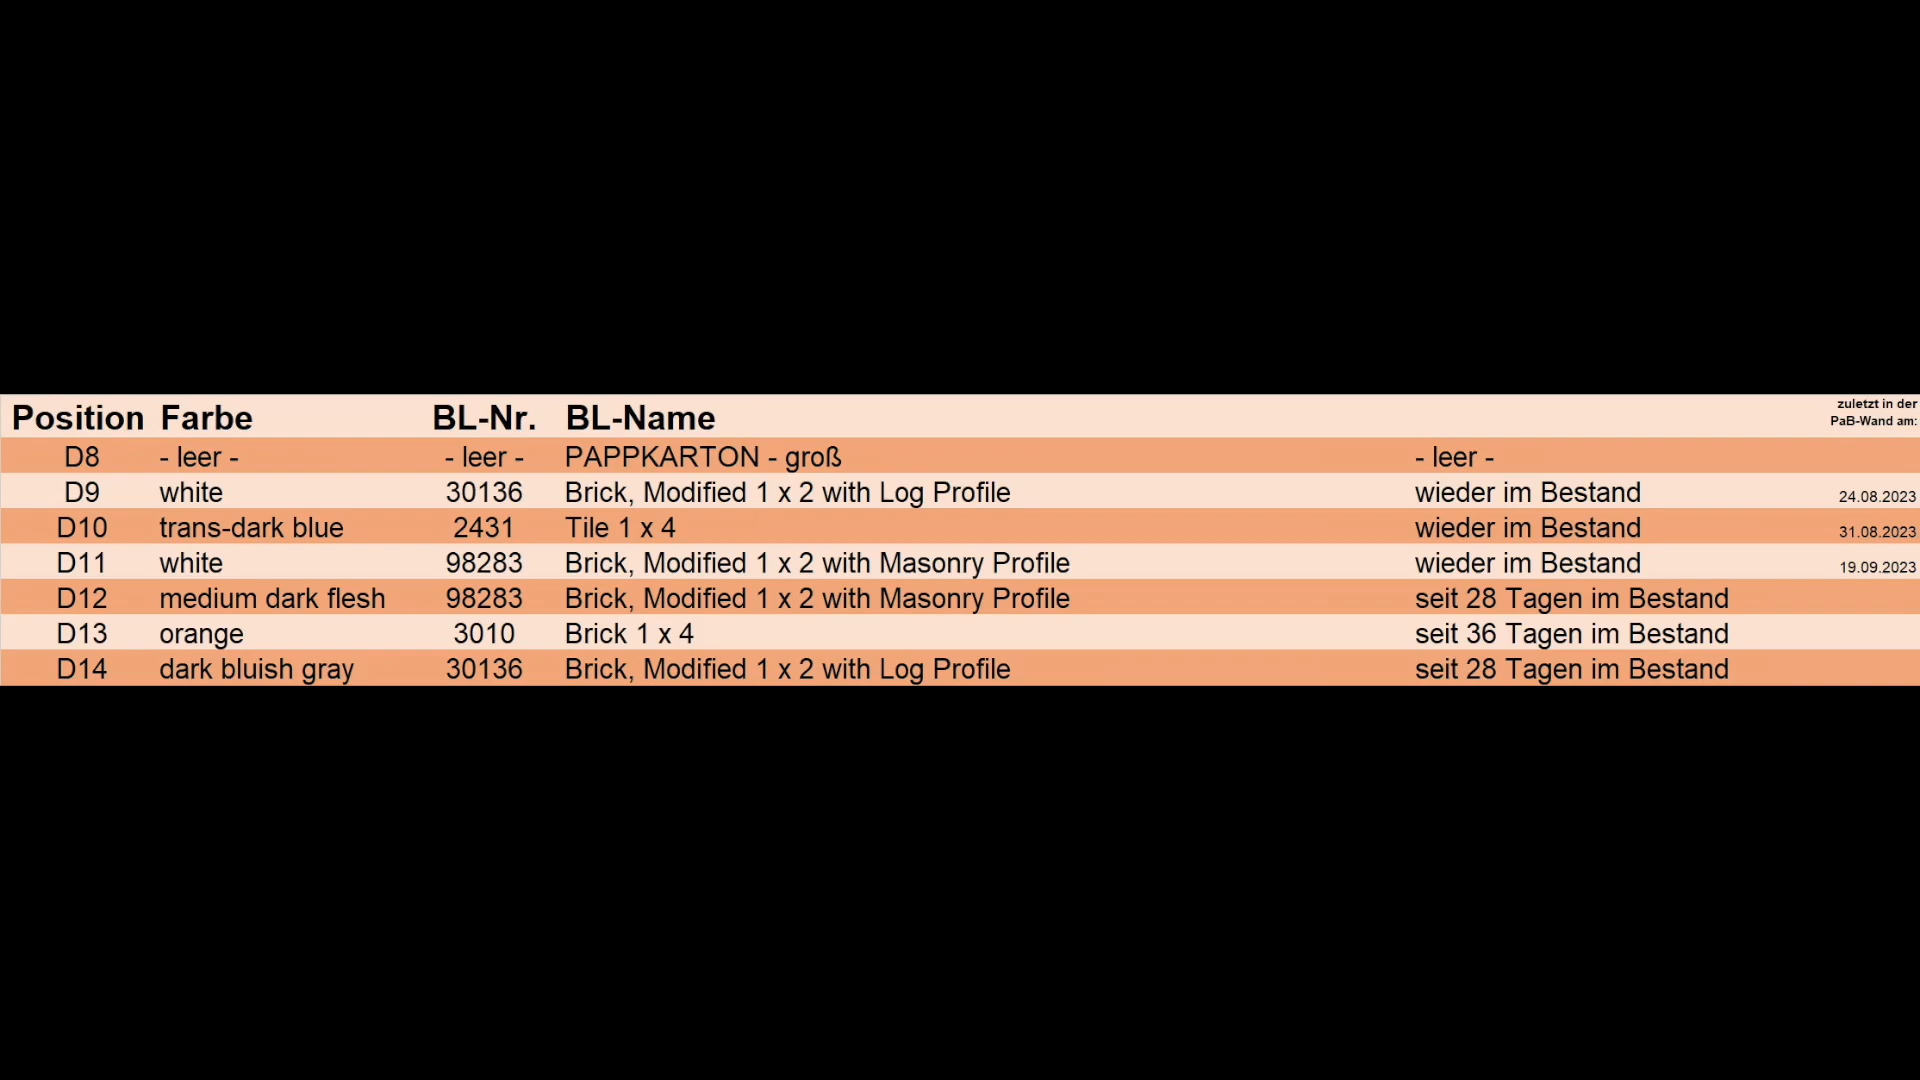 Position Farbe BL-Nr. BL-Name zuletzt in der PaB-Wand am:
D8 - leer - - leer - PAPPKARTON - groß - leer -
D9 white 30136 Brick, Modified 1 x 2 with Log Profile wieder im Bestand 24.08.2023
D10 trans-dark blue 2431 Tile 1 x 4 wieder im Bestand 31.08.2023
D11 white 98283 Brick, Modified 1 x 2 with Masonry Profile wieder im Bestand 19.09.2023
D12 medium dark flesh 98283 Brick, Modified 1 x 2 with Masonry Profile seit 28 Tagen im Bestand
D13 orange 3010 Brick 1 x 4 seit 36 Tagen im Bestand
D14 dark bluish gray 30136 Brick, Modified 1 x 2 with Log Profile seit 28 Tagen im Bestand